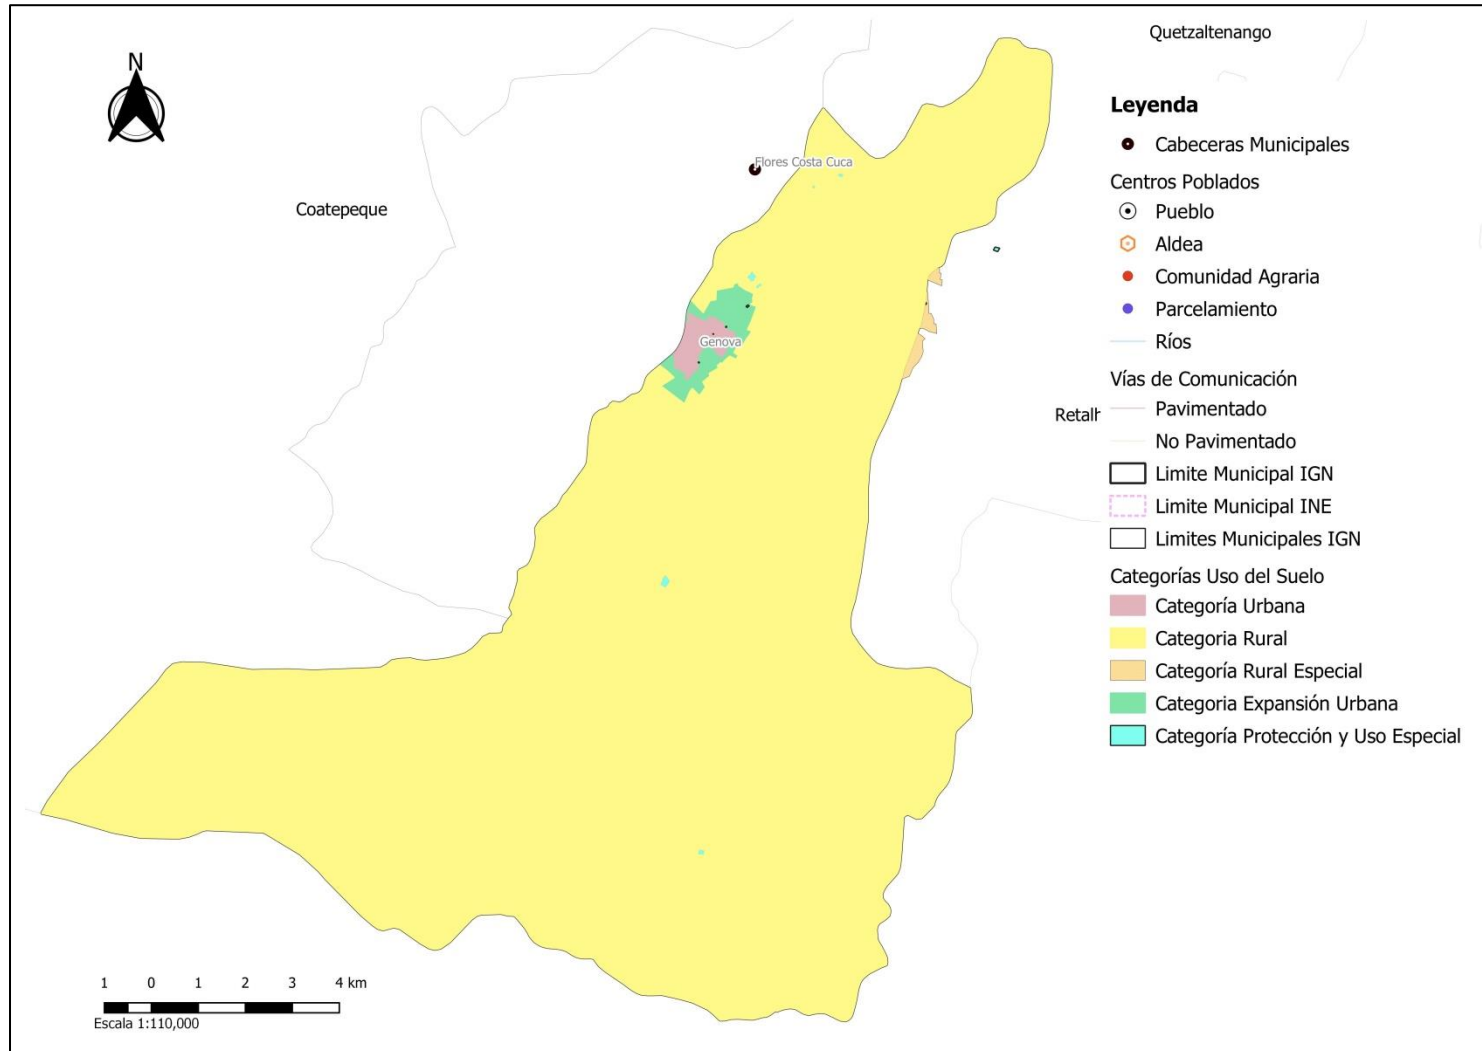 Quetzaltenango
N
Flores Costa Cuca
Coatepeque
Genova
Retalh
Leyenda
Cabeceras Municipales
Centros Poblados
Pueblo
Aldea
Comunidad Agraria
Parcelamiento
Ríos
Vías de Comunicación
Pavimentado
No Pavimentado
Limite Municipal IGN
Limite Municipal INE
Limites Municipales IGN
Categorías Uso del Suelo
Categoría Urbana
Categoria Rural
Categoría Rural Especial
Categoria Expansión Urbana
Categoría Protección y Uso Especial
1 0 1 2 3 4 km
Escala 1:110,000